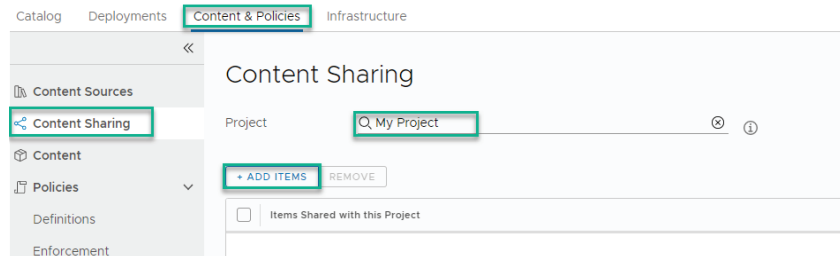 Catalog Deployments Content & Policies Infrastructure
Content Sharing
Content Sources
Content Sharing
Project My Project
Content
Policies
+ ADD ITEMS REMOVE
Definitions
Items Shared with this Project
Enforcement